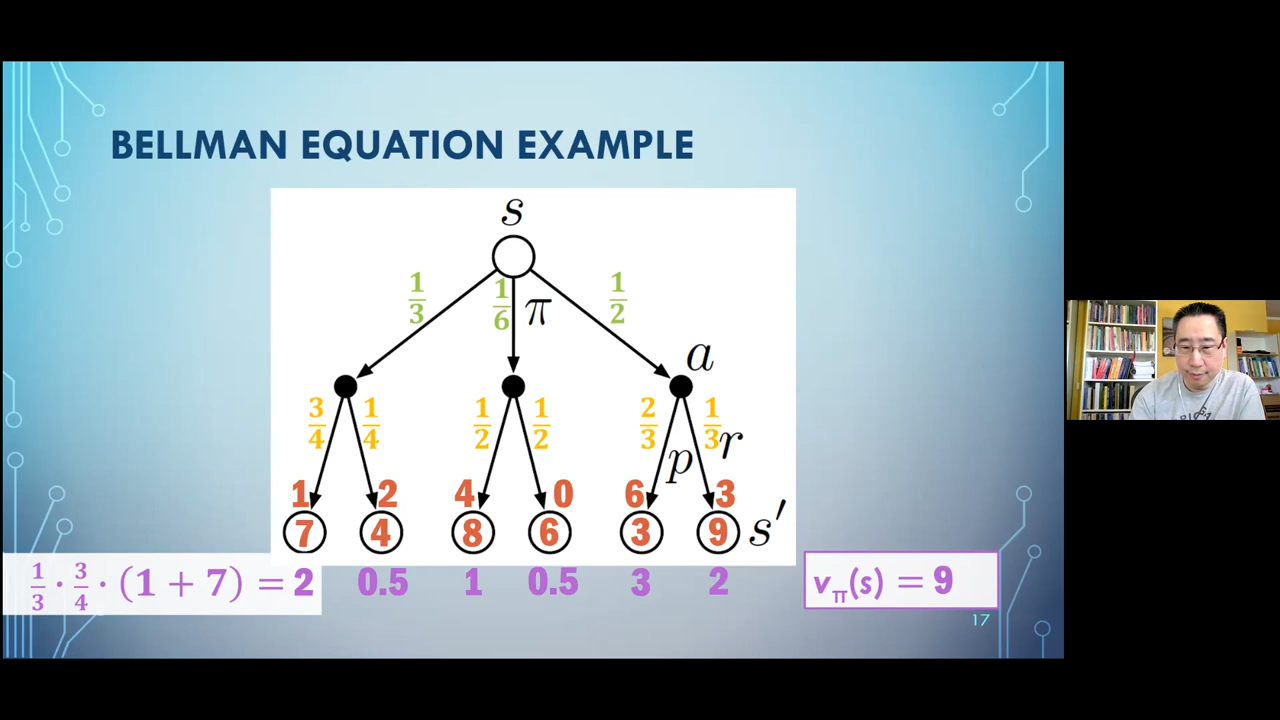 BELLMAN EQUATION EXAMPLE
s
1/3 1/6 π 1/2
a
3/4 1/4 1/2 1/2 2/3 1/3
p r
1 2 4 0 6 3
7 4 8 6 3 9 s′
1/3 · 3/4 · (1 + 7) = 2 0.5 1 0.5 3 2 vπ(s) = 9
17